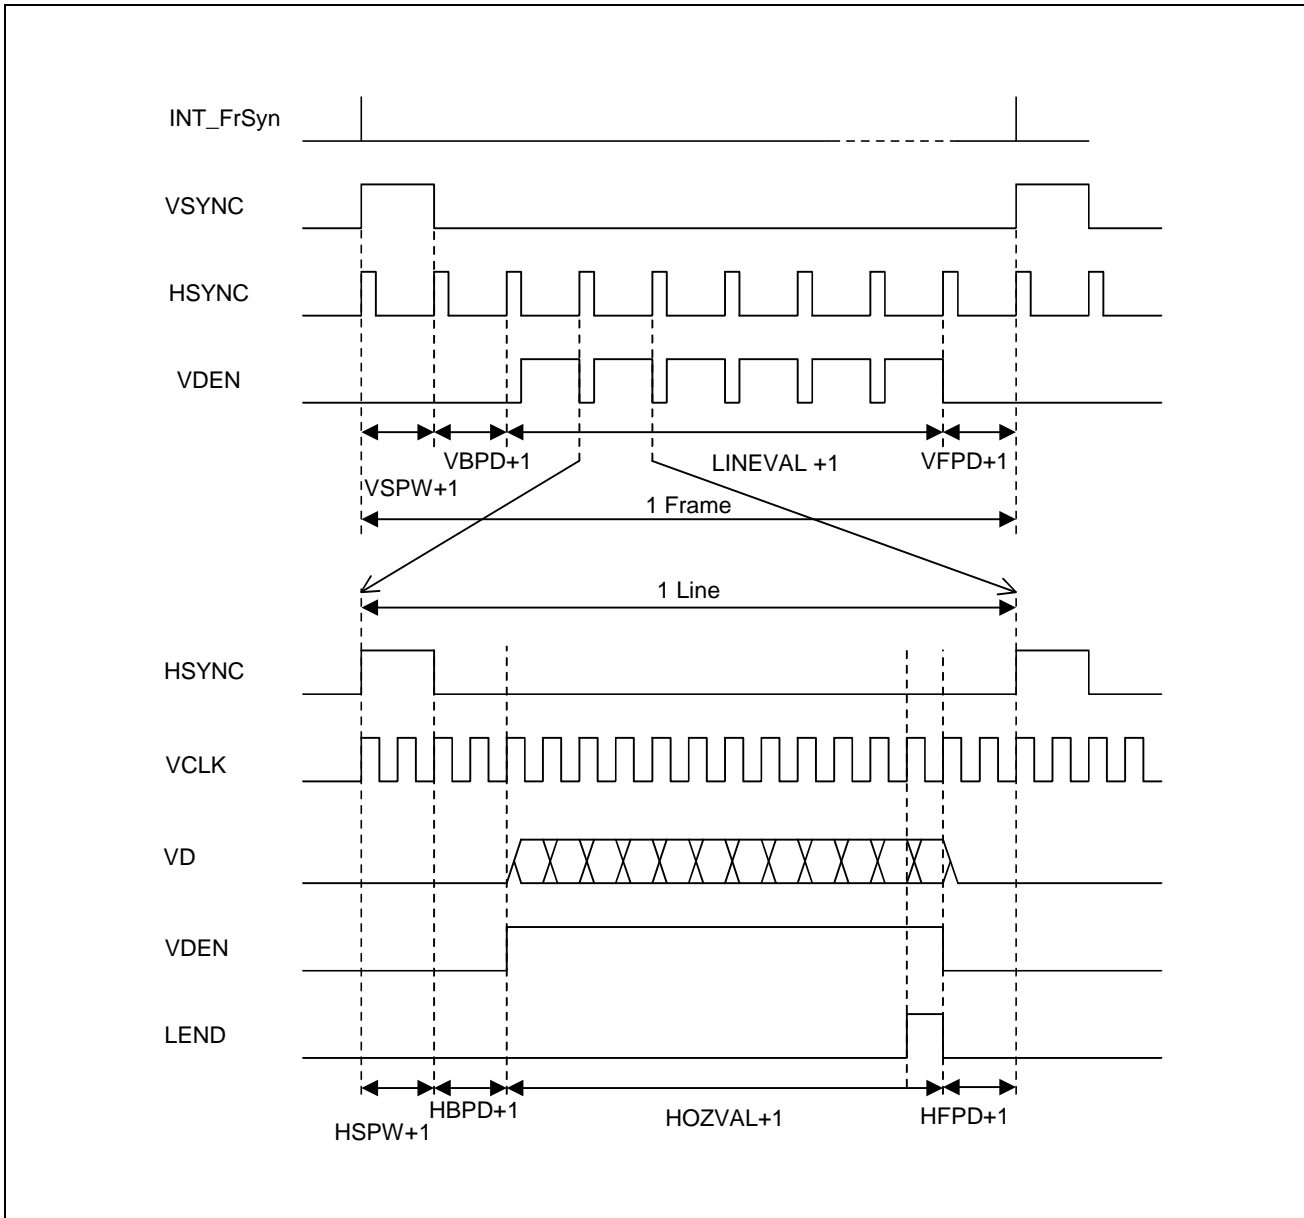 INT_FrSyn
VSYNC
HSYNC
VDEN
VBPD+1
LINEVAL +1
VFPD+1
VSPW+1
1 Frame
1 Line
HSYNC
VCLK
VD
VDEN
LEND
HBPD+1
HOZVAL+1
HFPD+1
HSPW+1